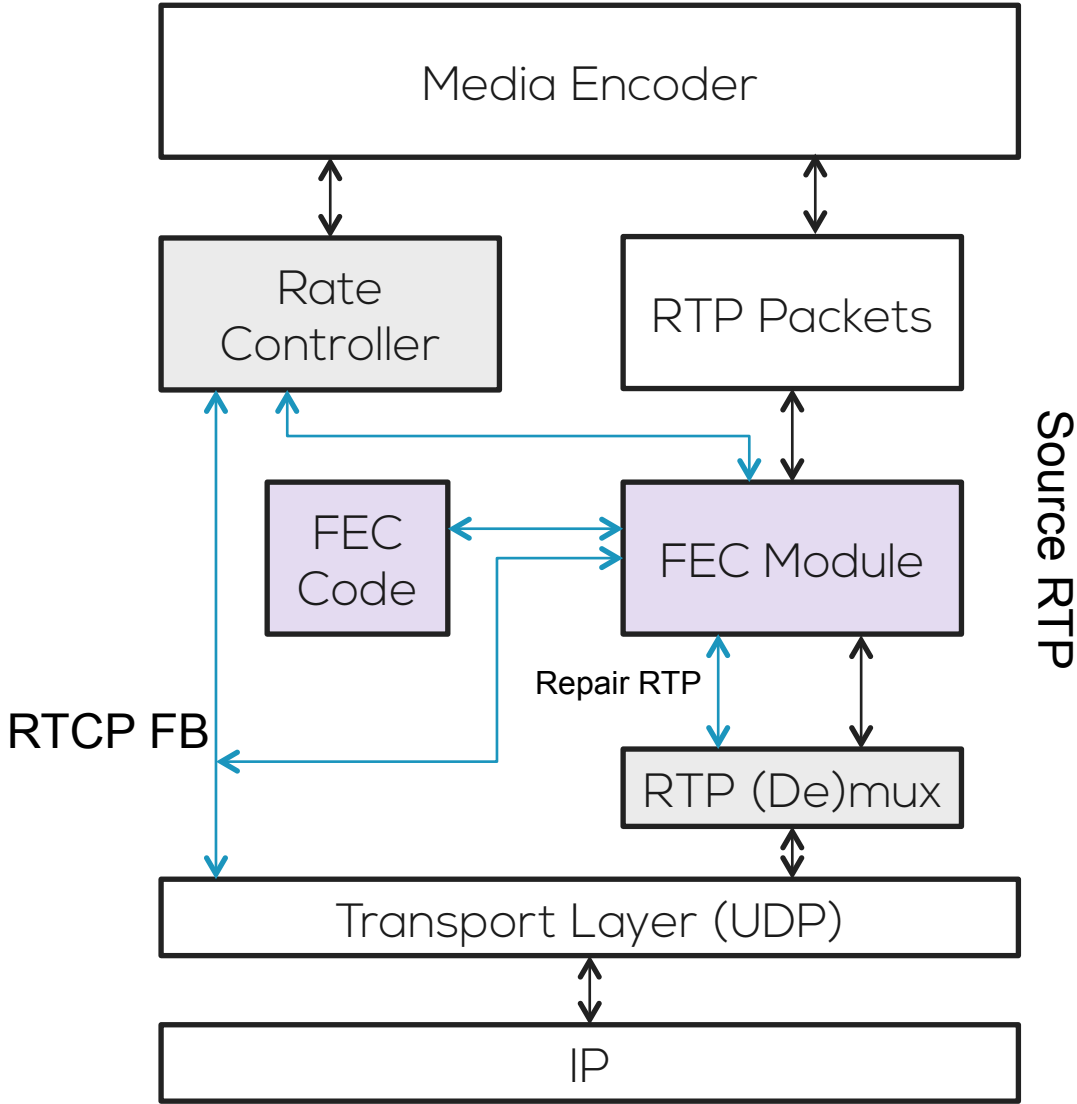 Media Encoder
Rate
Controller
RTP Packets
Source RTP
FEC
Code
FEC Module
Repair RTP
RTCP FB
RTP (De)mux
Transport Layer (UDP)
IP